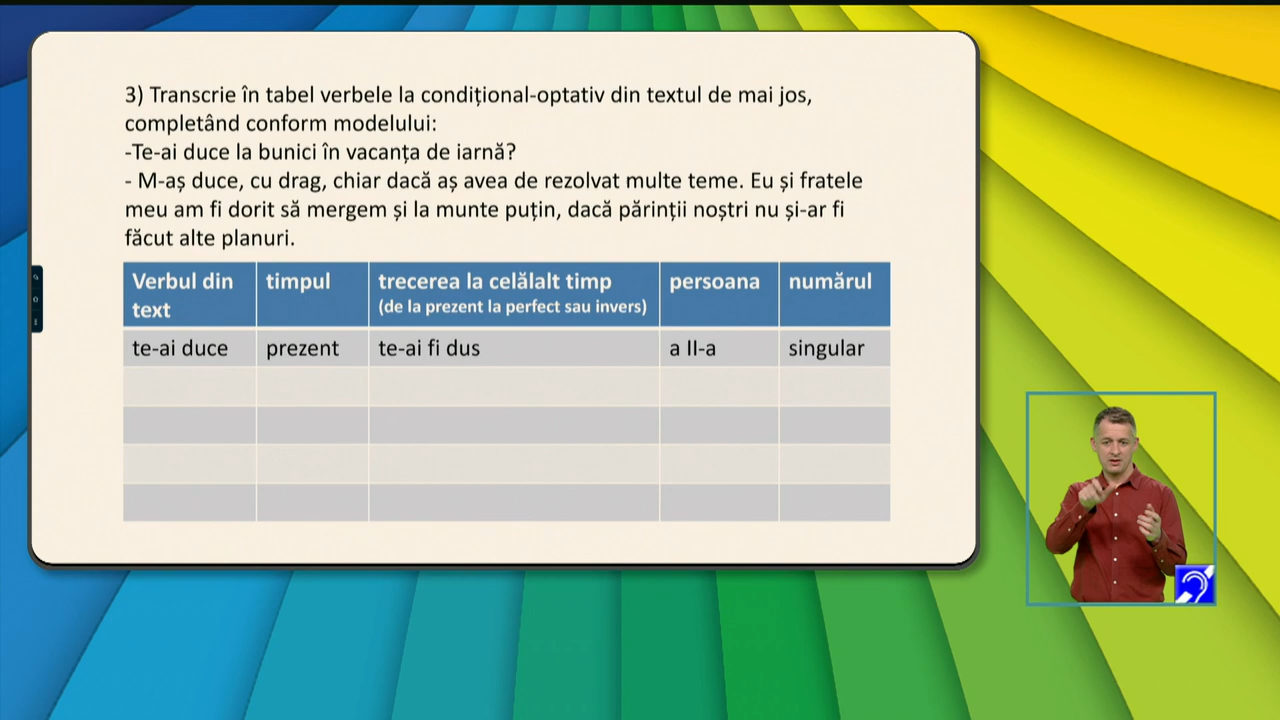 3) Transcrie în tabel verbele la condițional-optativ din textul de mai jos,
completând conform modelului:
-Te-ai duce la bunici în vacanța de iarnă?
- M-aș duce, cu drag, chiar dacă aș avea de rezolvat multe teme. Eu și fratele
meu am fi dorit să mergem și la munte puțin, dacă părinții noștri nu și-ar fi
făcut alte planuri.
Verbul din text timpul trecerea la celălalt timp (de la prezent la perfect sau invers) persoana numărul
te-ai duce prezent te-ai fi dus a II-a singular